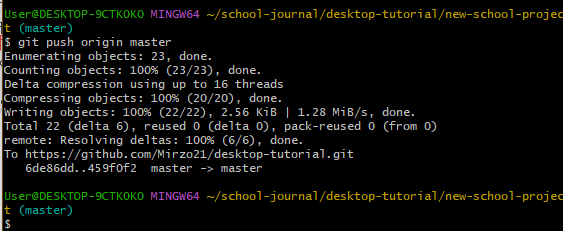 User@DESKTOP-9CTKOKO MINGW64 ~/school-journal/desktop-tutorial/new-school-projec
t (master)
$ git push origin master
Enumerating objects: 23, done.
Counting objects: 100% (23/23), done.
Delta compression using up to 16 threads
Compressing objects: 100% (20/20), done.
Writing objects: 100% (22/22), 2.56 KiB | 1.28 MiB/s, done.
Total 22 (delta 6), reused 0 (delta 0), pack-reused 0 (from 0)
remote: Resolving deltas: 100% (6/6), done.
To https://github.com/Mirzo21/desktop-tutorial.git
   6de86dd..459f0f2  master -> master
User@DESKTOP-9CTKOKO MINGW64 ~/school-journal/desktop-tutorial/new-school-projec
t (master)
$